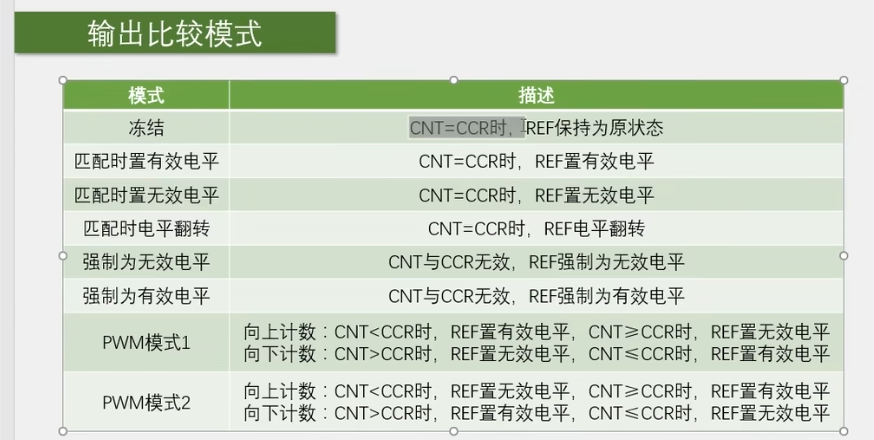 输出比较模式
模式 描述
冻结 CNT=CCR时，REF保持为原状态
匹配时置有效电平 CNT=CCR时，REF置有效电平
匹配时置无效电平 CNT=CCR时，REF置无效电平
匹配时电平翻转 CNT=CCR时，REF电平翻转
强制为无效电平 CNT与CCR无效，REF强制为无效电平
强制为有效电平 CNT与CCR无效，REF强制为有效电平
PWM模式1
向上计数：CNT<CCR时，REF置有效电平，CNT≥CCR时，REF置无效电平
向下计数：CNT>CCR时，REF置无效电平，CNT≤CCR时，REF置有效电平
PWM模式2
向上计数：CNT<CCR时，REF置无效电平，CNT≥CCR时，REF置有效电平
向下计数：CNT>CCR时，REF置有效电平，CNT≤CCR时，REF置无效电平